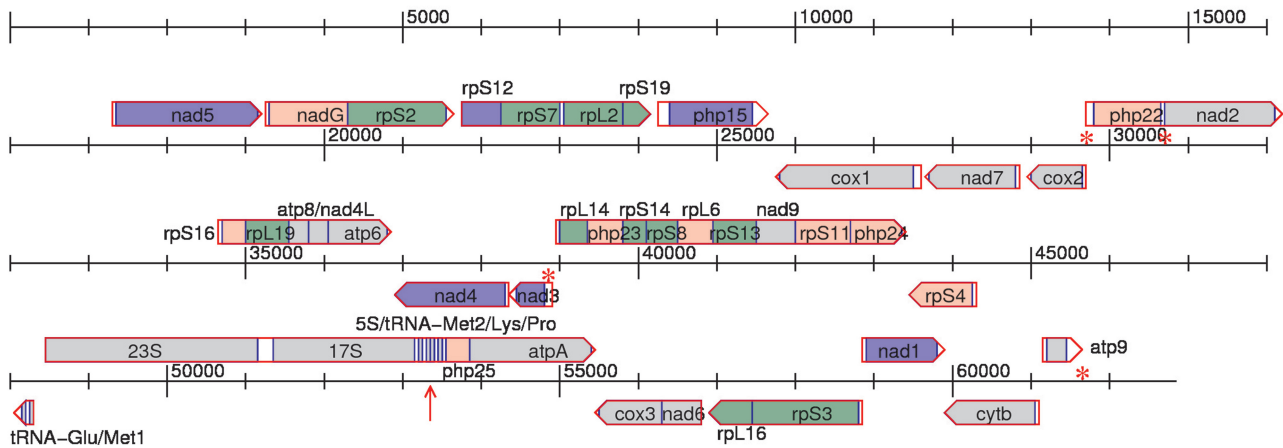 5000 10000 15000
rpS12 rpS19
nad5 nadG rpS2 rpS7 rpL2 php15 php22 nad2
20000 25000 30000
* *
cox1 nad7 cox2
atp8/nad4L rpL14 rpS14 rpL6 nad9
rpS16 rpL19 atp6 php23 rpS8 rpS13 rpS11 php24
35000 40000 45000
*
nad4 nad3 rpS4
5S/tRNA-Met2/Lys/Pro
23S 17S atpA nad1 atp9
php25
50000 55000 60000
*
cox3 nad6 rpS3 cytb
tRNA-Glu/Met1 rpL16